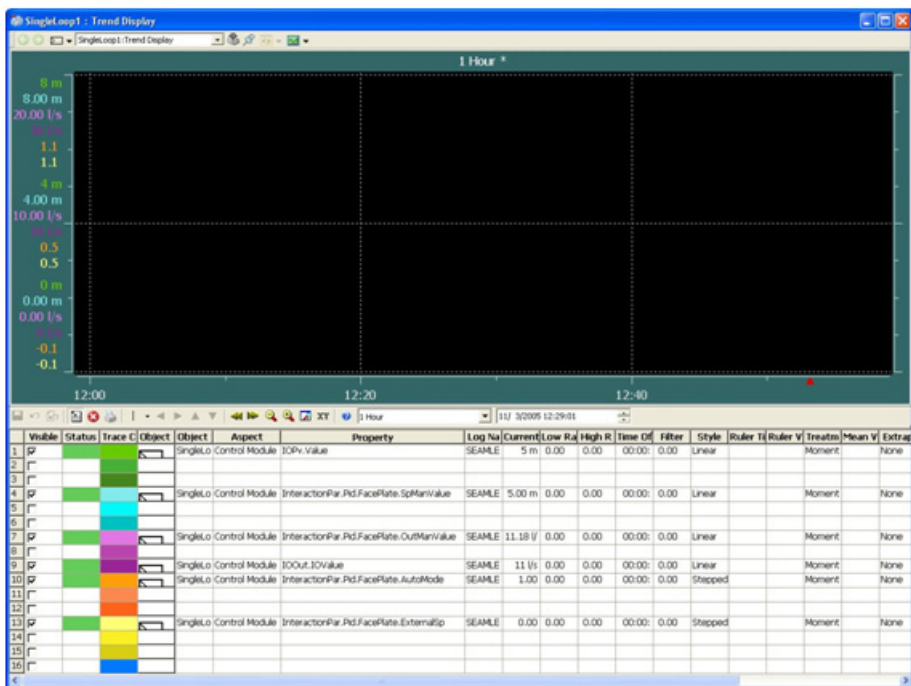 SingleLoop1 : Trend Display
SingleLoop1:Trend Display
1 Hour *
8 m
8.00 m
20.00 l/s
1.1
1.1
4 m
4.00 m
10.00 l/s
0.5
0.5
0 m
0.00 m
0.00 l/s
-0.1
-0.1
12:00 12:20 12:40
XT 1 Hour 11/ 3/2005 12:29:01
Visible Status Trace C Object Object Aspect Property Log Na Current Low Ra High R Time Of Filter Style Ruler Ti Ruler V Treatm Mean V Extrap
1 SingleLo Control Module IOPv.Value SEAMLE 5 m 0.00 0.00 00:00: 0.00 Linear Moment None
2
3
4 SingleLo Control Module InteractionPar.Pid.FacePlate.SpManValue SEAMLE 5.00 m 0.00 0.00 00:00: 0.00 Linear Moment None
5
6
7 SingleLo Control Module InteractionPar.Pid.FacePlate.OutManValue SEAMLE 11.18 l/ 0.00 0.00 00:00: 0.00 Linear Moment None
8
9 SingleLo Control Module IOOut.IOValue SEAMLE 11 l/s 0.00 0.00 00:00: 0.00 Linear Moment None
10 SingleLo Control Module InteractionPar.Pid.FacePlate.AutoMode SEAMLE 1.00 0.00 0.00 00:00: 0.00 Stepped Moment None
11
12
13 SingleLo Control Module InteractionPar.Pid.FacePlate.ExternalSp SEAMLE 0.00 0.00 0.00 00:00: 0.00 Stepped Moment None
14
15
16